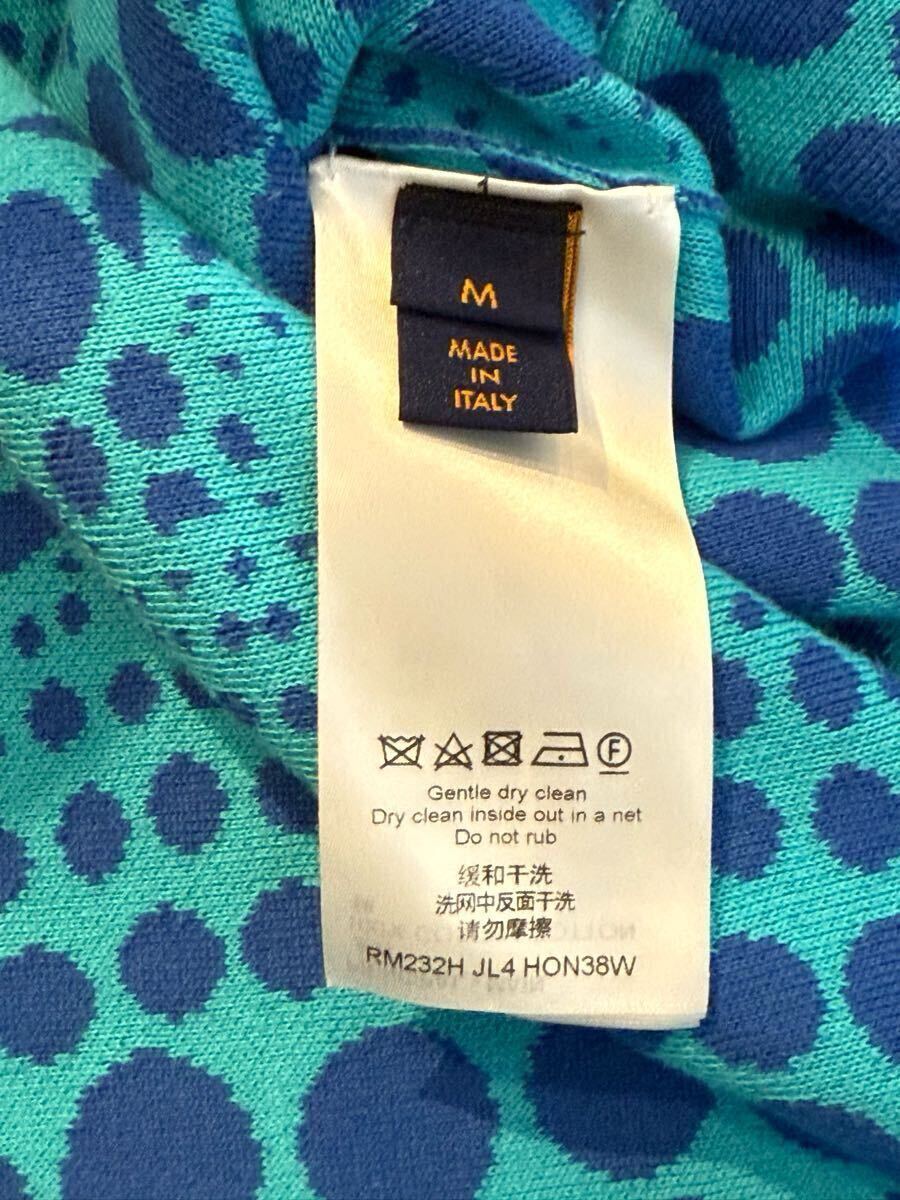 M
MADE
IN
ITALY
F
Gentle dry clean
Dry clean inside out in a net
Do not rub
缓和干洗
洗网中反面干洗
请勿摩擦
RM232H JL4 HON38W